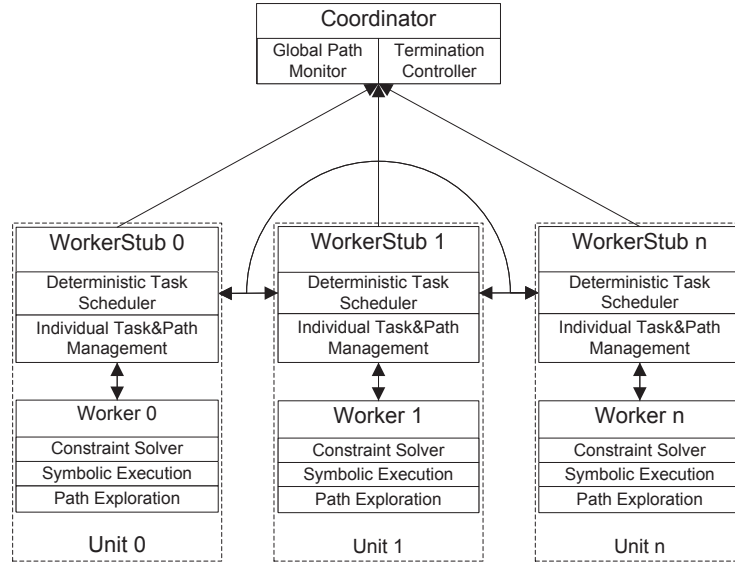 Coordinator
Global Path
Monitor
Termination
Controller
WorkerStub 0
Deterministic Task
Scheduler
Individual Task&Path
Management
Worker 0
Constraint Solver
Symbolic Execution
Path Exploration
Unit 0
WorkerStub 1
Deterministic Task
Scheduler
Individual Task&Path
Management
Worker 1
Constraint Solver
Symbolic Execution
Path Exploration
Unit 1
WorkerStub n
Deterministic Task
Scheduler
Individual Task&Path
Management
Worker n
Constraint Solver
Symbolic Execution
Path Exploration
Unit n